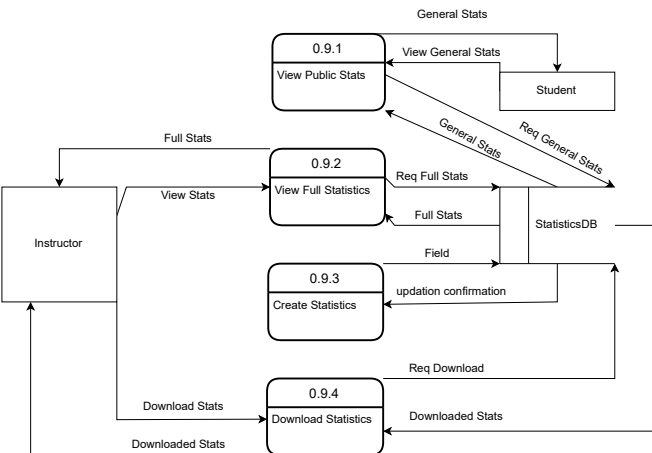 General Stats
0.9.1
View General Stats
View Public Stats
Student
General Stats
Req General Stats
Full Stats
0.9.2
Req Full Stats
View Stats
View Full Statistics
Full Stats
StatisticsDB
Instructor
Field
0.9.3
updation confirmation
Create Statistics
Req Download
0.9.4
Download Stats
Download Statistics
Downloaded Stats
Downloaded Stats